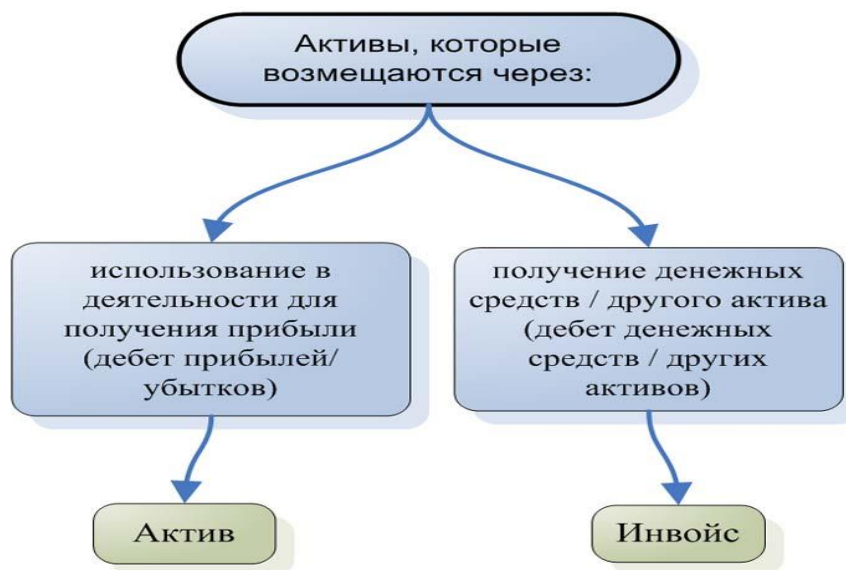 Активы, которые
возмещаются через:
использование в
деятельности для
получения прибыли
(дебет прибылей/
убытков)
получение денежных
средств / другого актива
(дебет денежных
средств / других
активов)
Актив
Инвойс